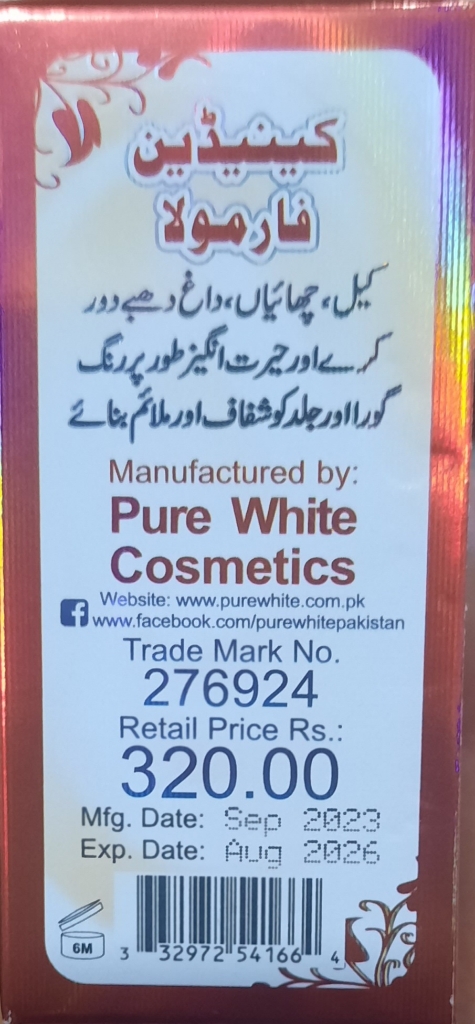 کینیڈین
فارمولا
کیل، چھائیاں، داغ دھبے دور
کرے اور حیرت انگیز طور پر رنگ
گورا اور جلد کو شفاف اور ملائم بنائے
Manufactured by:
Pure White
Cosmetics
Website: www.purewhite.com.pk
www.facebook.com/purewhitepakistan
Trade Mark No.
276924
Retail Price Rs.:
320.00
Mfg. Date: Sep 2023
Exp. Date: Aug 2026
6M
3 32972 54166 4